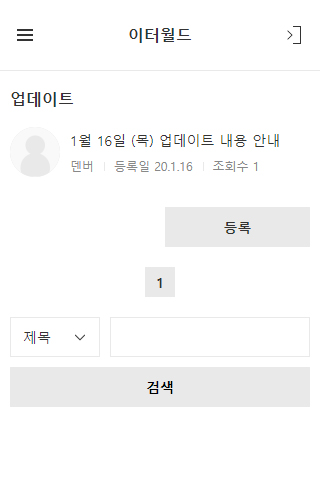 이터월드
업데이트
1월 16일 (목) 업데이트 내용 안내
덴버 등록일 20.1.16 조회수 1
등록
1
제목
검색